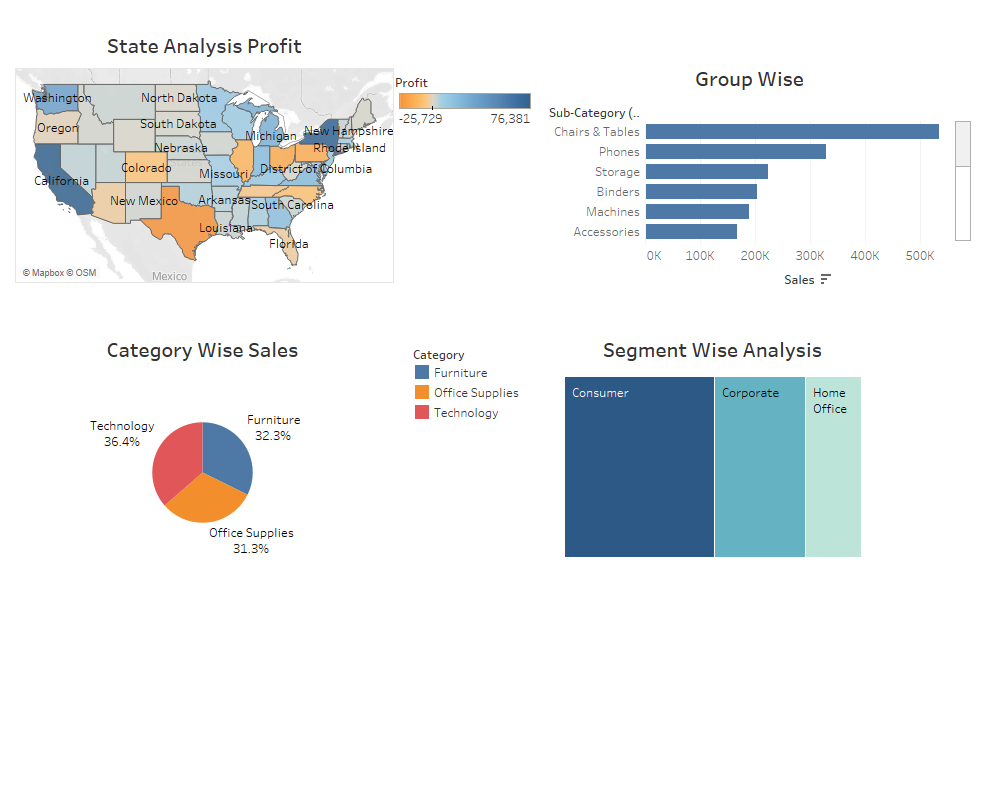 State Analysis Profit
Washington
North Dakota
Oregon
South Dakota
New Hampshire
Michigan
Nebraska
Rhode Island
Colorado
Missouri
District of Columbia
California
New Mexico
Arkansas
South Carolina
Louisiana
Florida
© Mapbox © OSM
Mexico
Profit
-25,729 76,381
Group Wise
Sub-Category (..
Chairs & Tables
Phones
Storage
Binders
Machines
Accessories
0K 100K 200K 300K 400K 500K
Sales
Category Wise Sales
Technology
36.4%
Furniture
32.3%
Office Supplies
31.3%
Category
Furniture
Office Supplies
Technology
Segment Wise Analysis
Consumer
Corporate
Home
Office